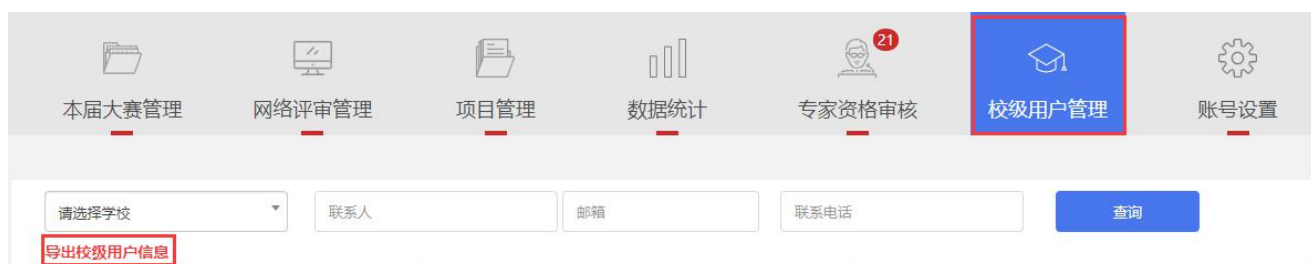 21
本届大赛管理 网络评审管理 项目管理 数据统计 专家资格审核 校级用户管理 账号设置
请选择学校 联系人 邮箱 联系电话 查询
导出校级用户信息